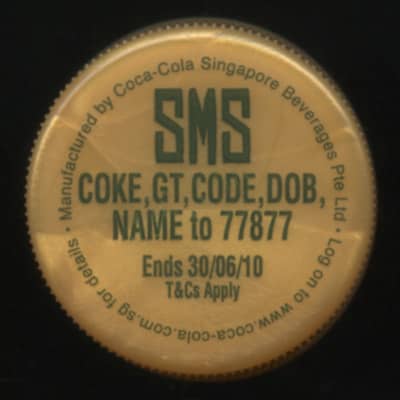 • Manufactured by Coca-Cola Singapore Beverages Pte Ltd • Log on to www.coca-cola.com.sg for details
SMS
COKE,GT,CODE,DOB,
NAME to 77877
Ends 30/06/10
T&Cs Apply